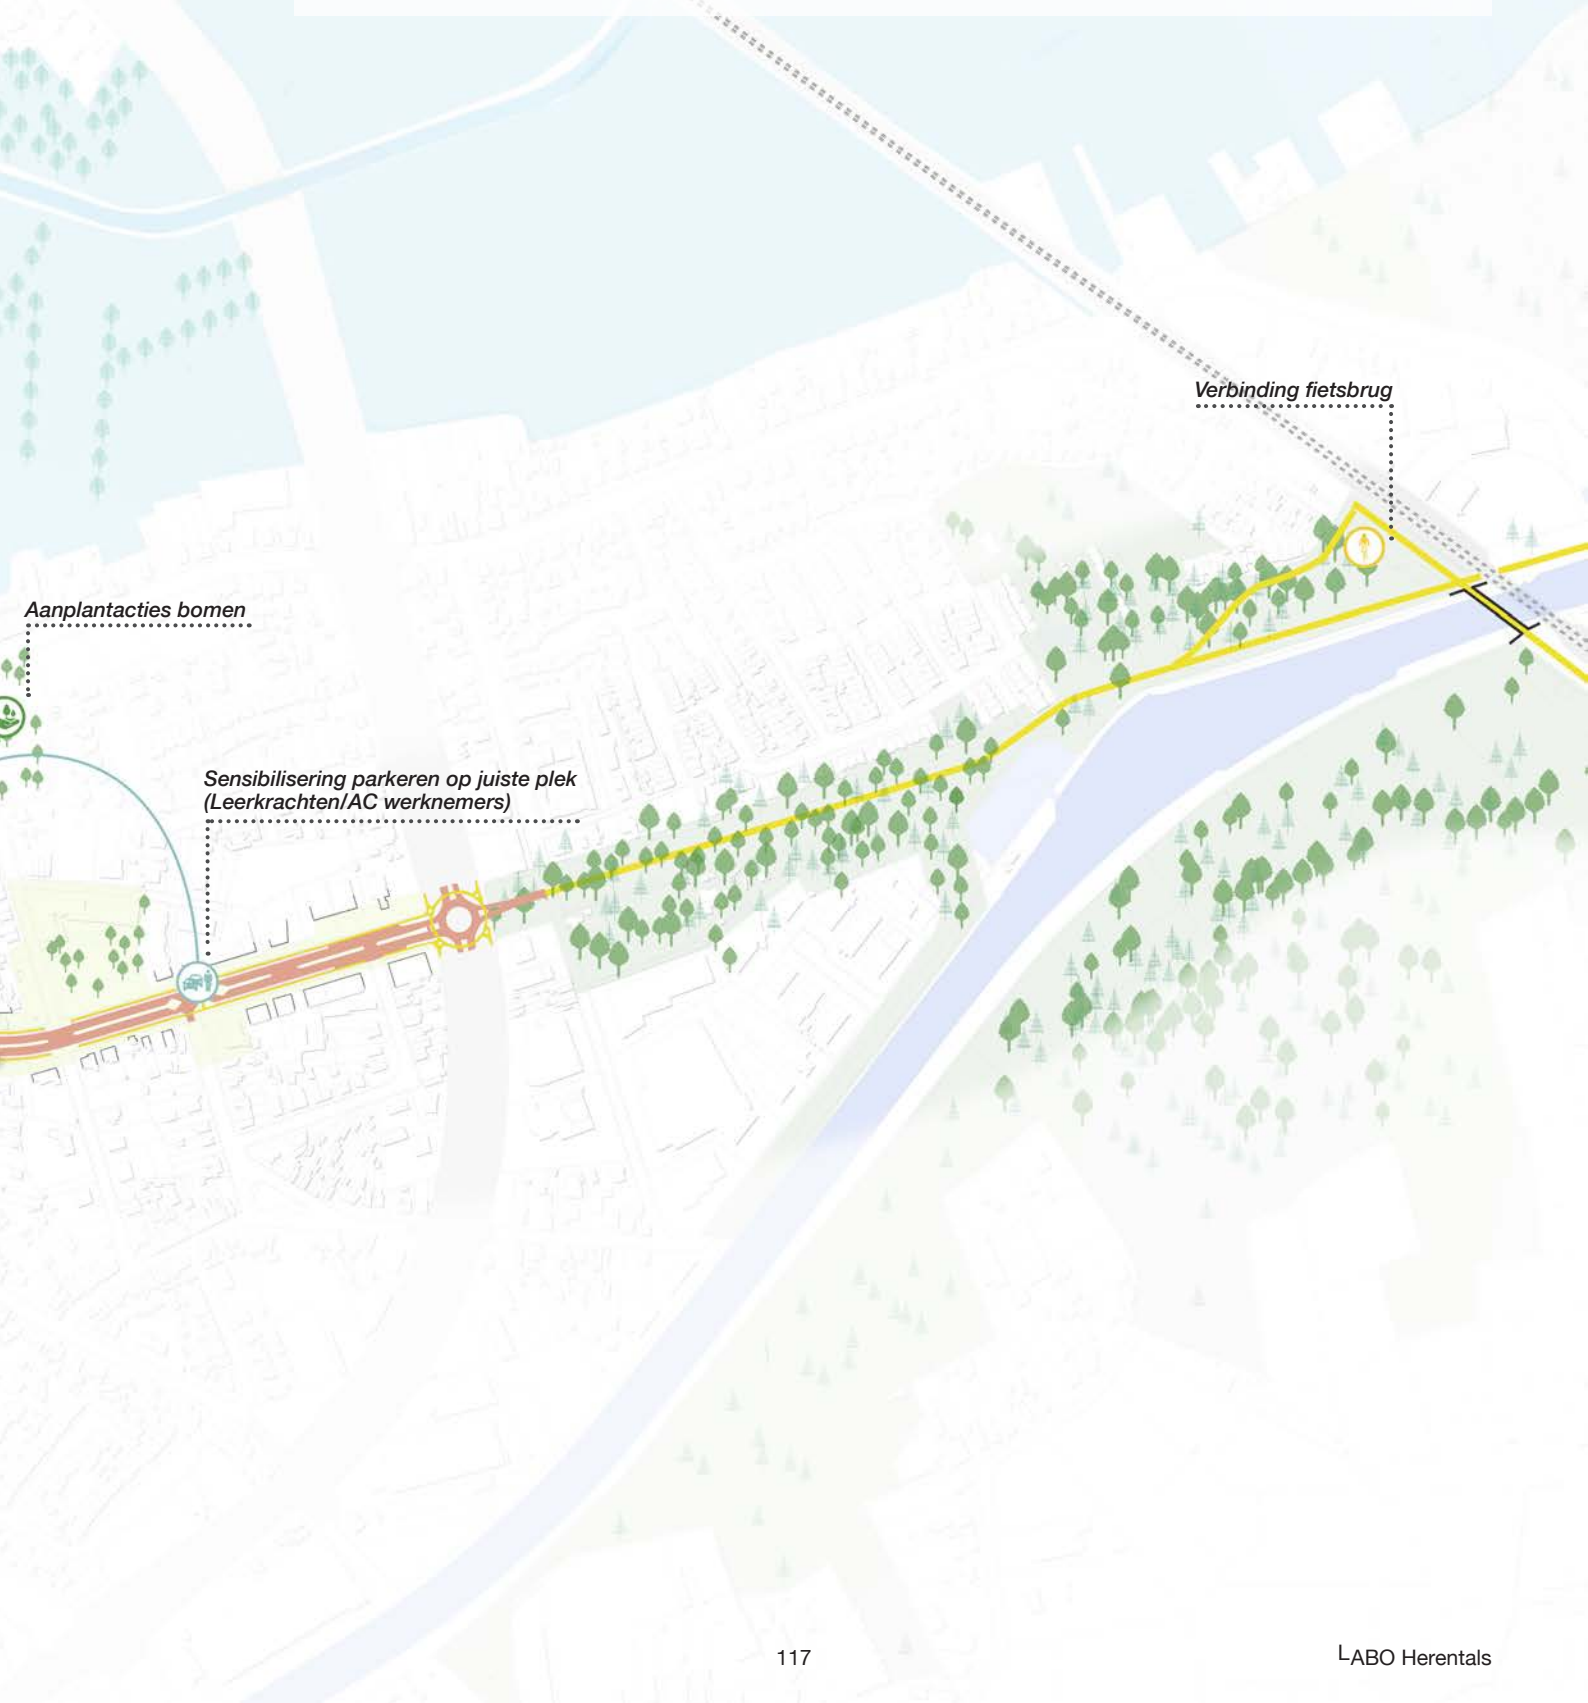 Verbinding fietsbrug
Aanplantacties bomen
Sensibilisering parkeren op juiste plek
(Leerkrachten/AC werknemers)
117
LABO Herentals